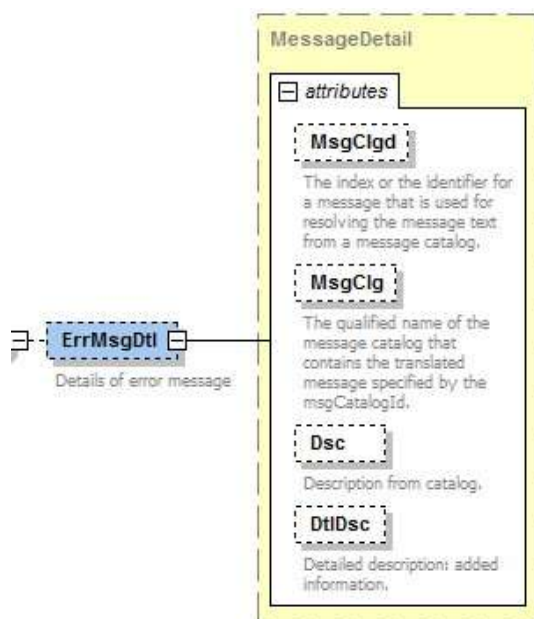 MessageDetail
attributes
MsgClgd
The index or the identifier for
a message that is used for
resolving the message text
from a message catalog.
MsgClg
The qualified name of the
message catalog that
contains the translated
message specified by the
msgCatalogId.
ErrMsgDtl
Details of error message
Dsc
Description from catalog.
DtlDsc
Detailed description: added
information.